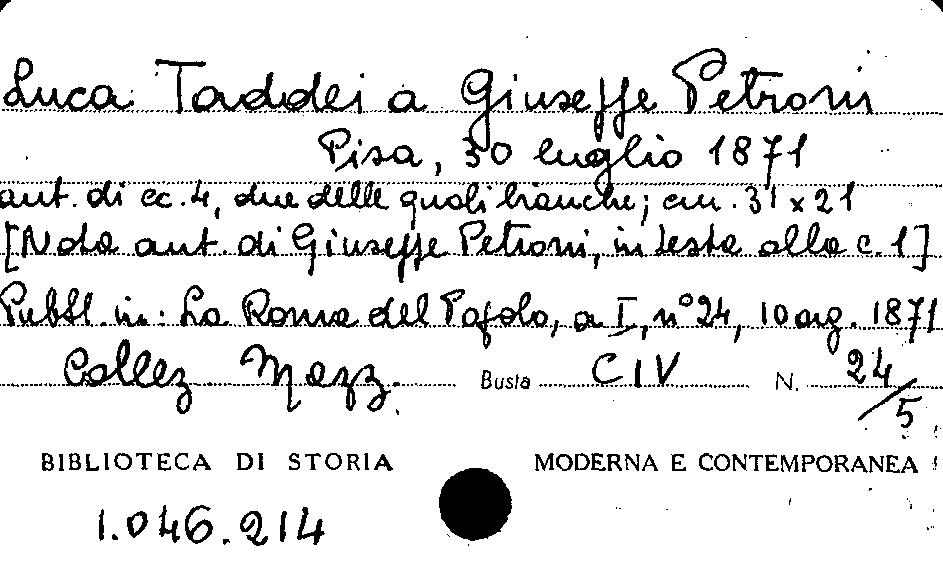 Luca Taddei a Giuseppe Petroni
Pisa, 30 luglio 1871
aut. di cc. 4, due delle quali bianche; cm. 31 x 21
[Nota aut. di Giuseppe Petroni, in testa alla c. 1]
Pubbl. in: La Roma del Popolo, a I, n° 24, 10 ag. 1871
Collez Mazz. Busta CIV N. 24/5
BIBLIOTECA DI STORIA MODERNA E CONTEMPORANEA
1.046.214